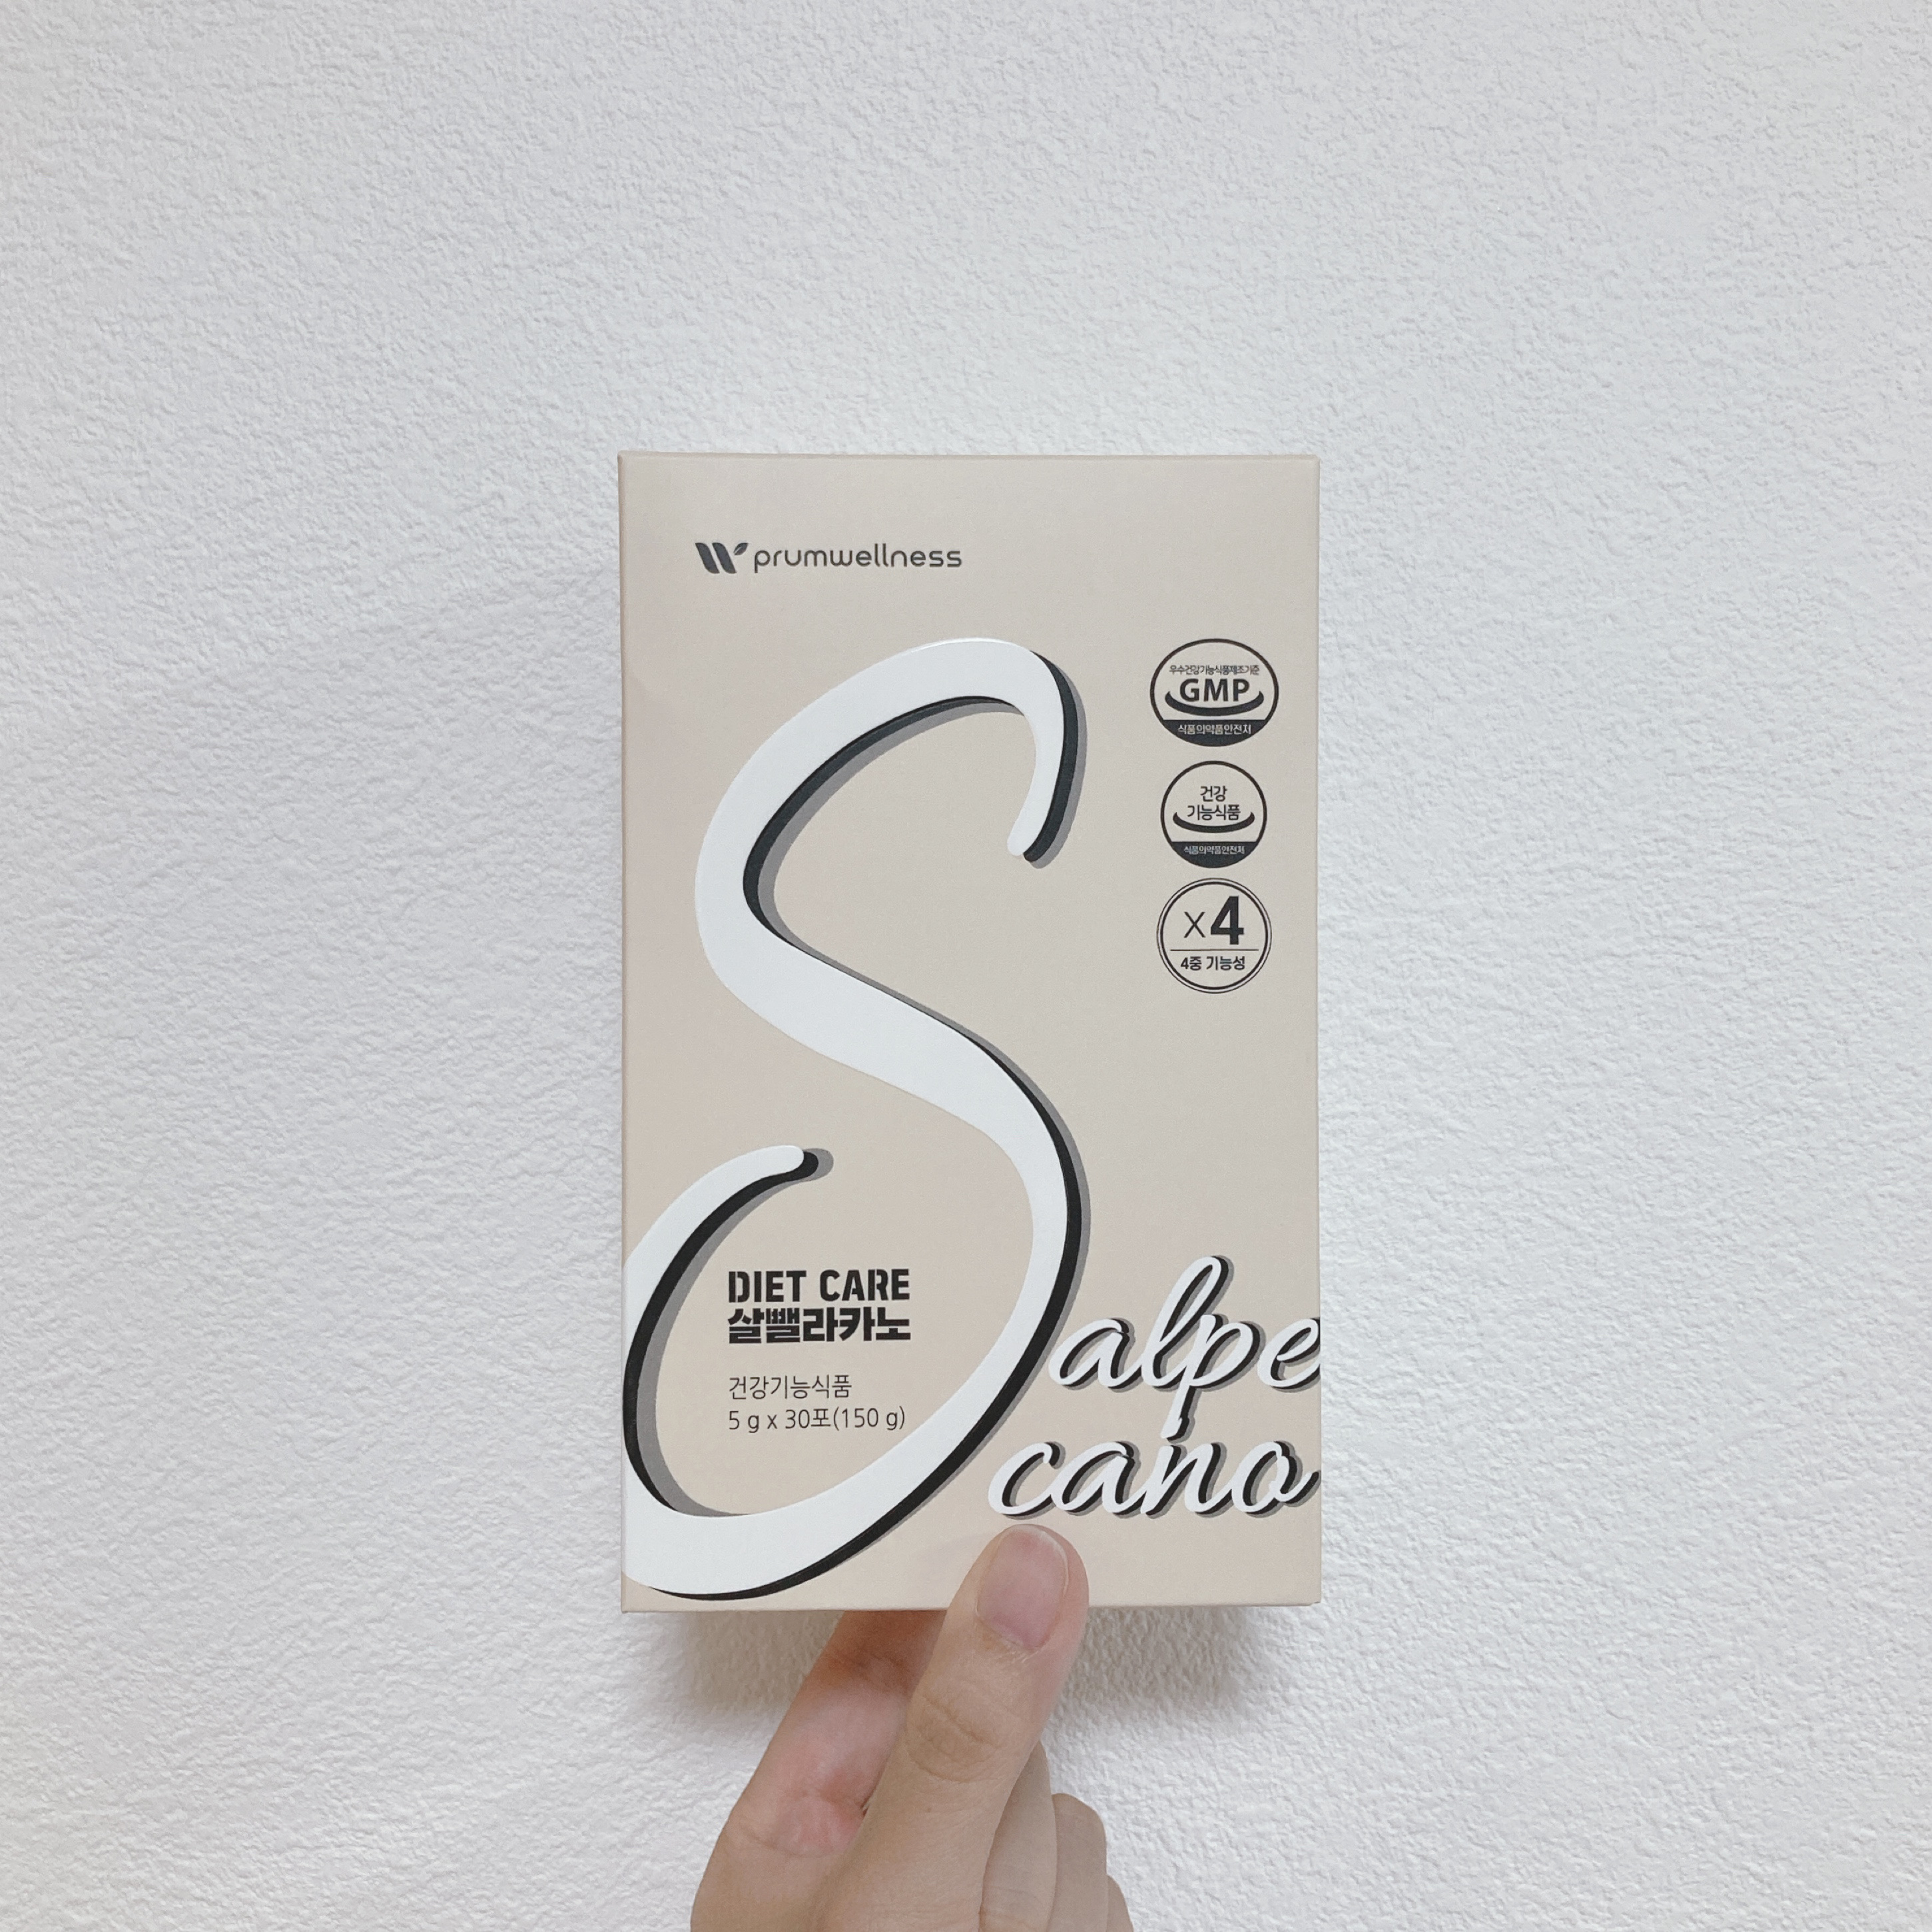 prumwellness
우수건강기능식품제조기준
GMP
식품의약품안전처
건강
기능식품
식품의약품안전처
x4
4중 기능성
Salpe
cano
DIET CARE
살뺄라카노
건강기능식품
5 g x 30포(150 g)